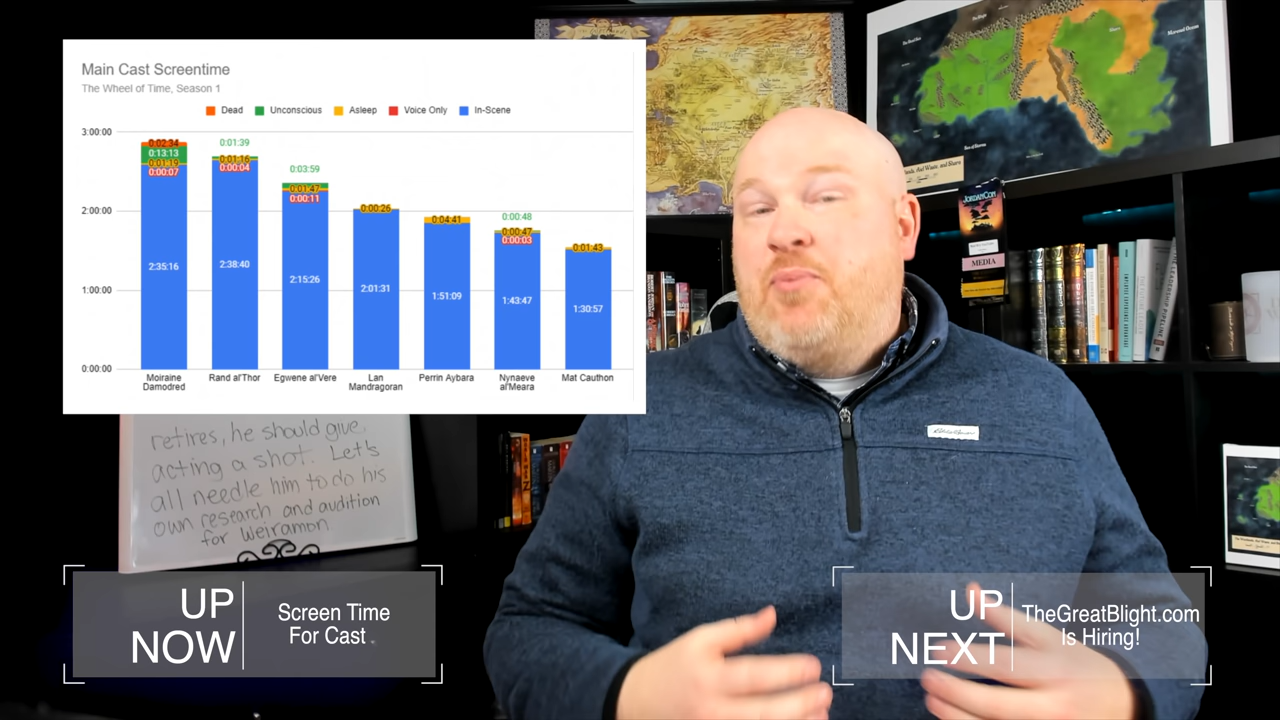 Main Cast Screentime
The Wheel of Time, Season 1
Dead Unconscious Asleep Voice Only In-Scene
3:00:00
2:00:00
1:00:00
0:00:00
0:02:34
0:13:13
0:01:19
0:00:07
2:35:16
0:01:39
0:01:16
0:00:04
2:38:40
0:03:59
0:01:47
0:00:11
2:15:26
0:00:26
2:01:31
0:04:41
1:51:09
0:00:48
0:00:47
0:00:03
1:43:47
0:01:43
1:30:57
Moiraine
Damodred
Rand al'Thor
Egwene al'Vere
Lan
Mandragoran
Perrin Aybara
Nynaeve
al'Meara
Mat Cauthon
retires, he should give
acting a shot. Let's
all needle him to do his
own research and audition
for Weiramon
JordanCon
MEDIA
UP
NOW
Screen Time
For Cast
UP
NEXT
TheGreatBlight.com
Is Hiring!